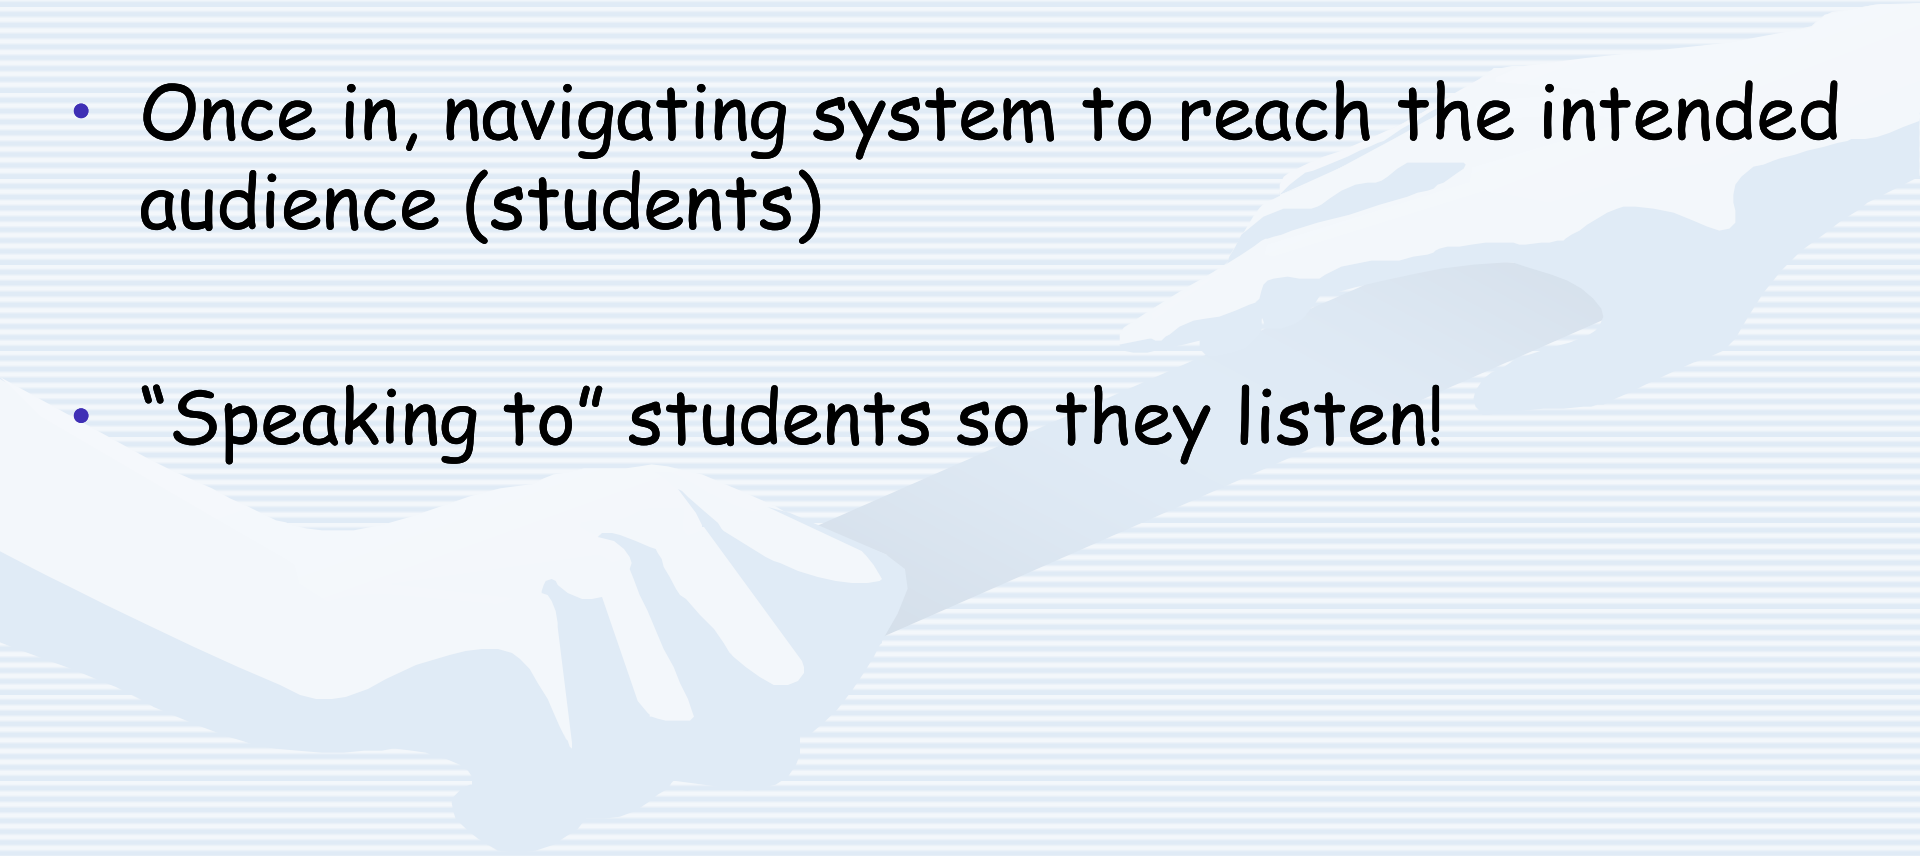 • Once in, navigating system to reach the intended
audience (students)
• “Speaking to” students so they listen!